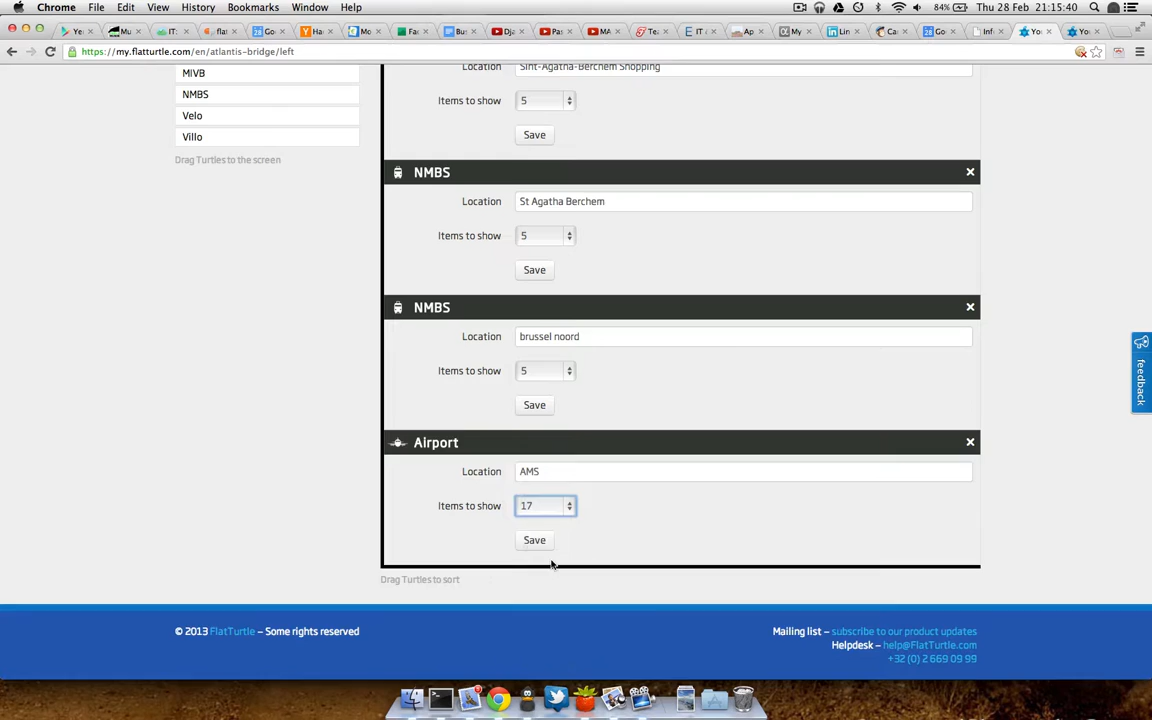 Chrome File Edit View History Bookmarks Window Help 84% Thu 28 Feb 21:15:40
https://my.flatturtle.com/en/atlantis-bridge/left
MIVB
NMBS
Velo
Villo
Drag Turtles to the screen
Location Sint-Agatha-Berchem Shopping
Items to show 5
Save
NMBS
Location St Agatha Berchem
Items to show 5
Save
NMBS
Location brussel noord
Items to show 5
Save
Airport
Location AMS
Items to show 17
Save
Drag Turtles to sort
feedback
© 2013 FlatTurtle – Some rights reserved
Mailing list – subscribe to our product updates
Helpdesk – help@FlatTurtle.com
+32 (0) 2 669 09 99